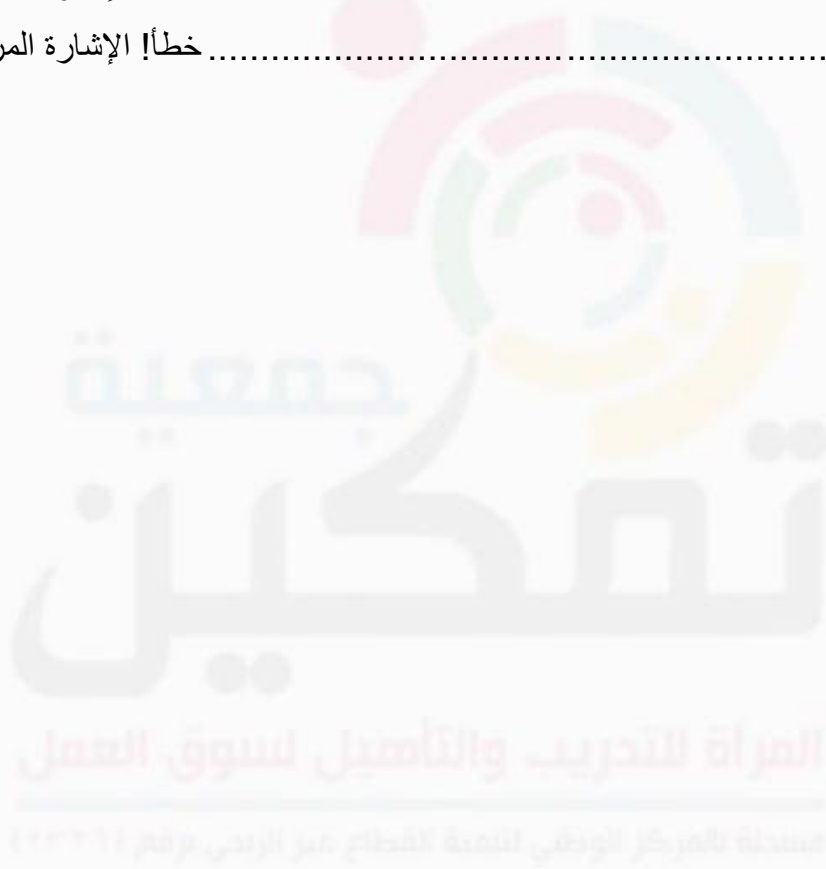 خطأ! الإشارة المر
جمعية
تمكين
المرأة للتدريب والتأهيل لسوق العمل
مسجلة بالمركز الوطني لتنمية القطاع غير الربحي برقم